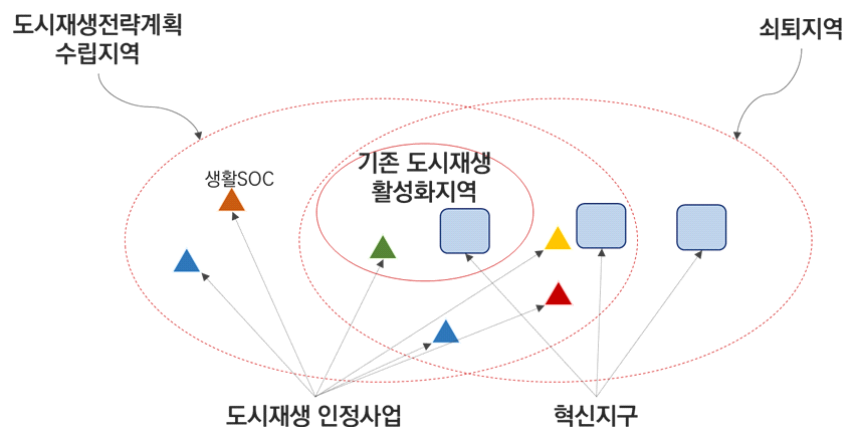 도시재생전략계획
수립지역
쇠퇴지역
기존 도시재생
활성화지역
생활SOC
도시재생 인정사업
혁신지구